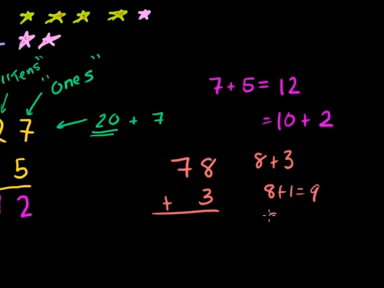 "tens"
"ones"
7 + 5 = 12
27
20 + 7
= 10 + 2
5
2
78
+ 3
8 + 3
8 + 1 = 9